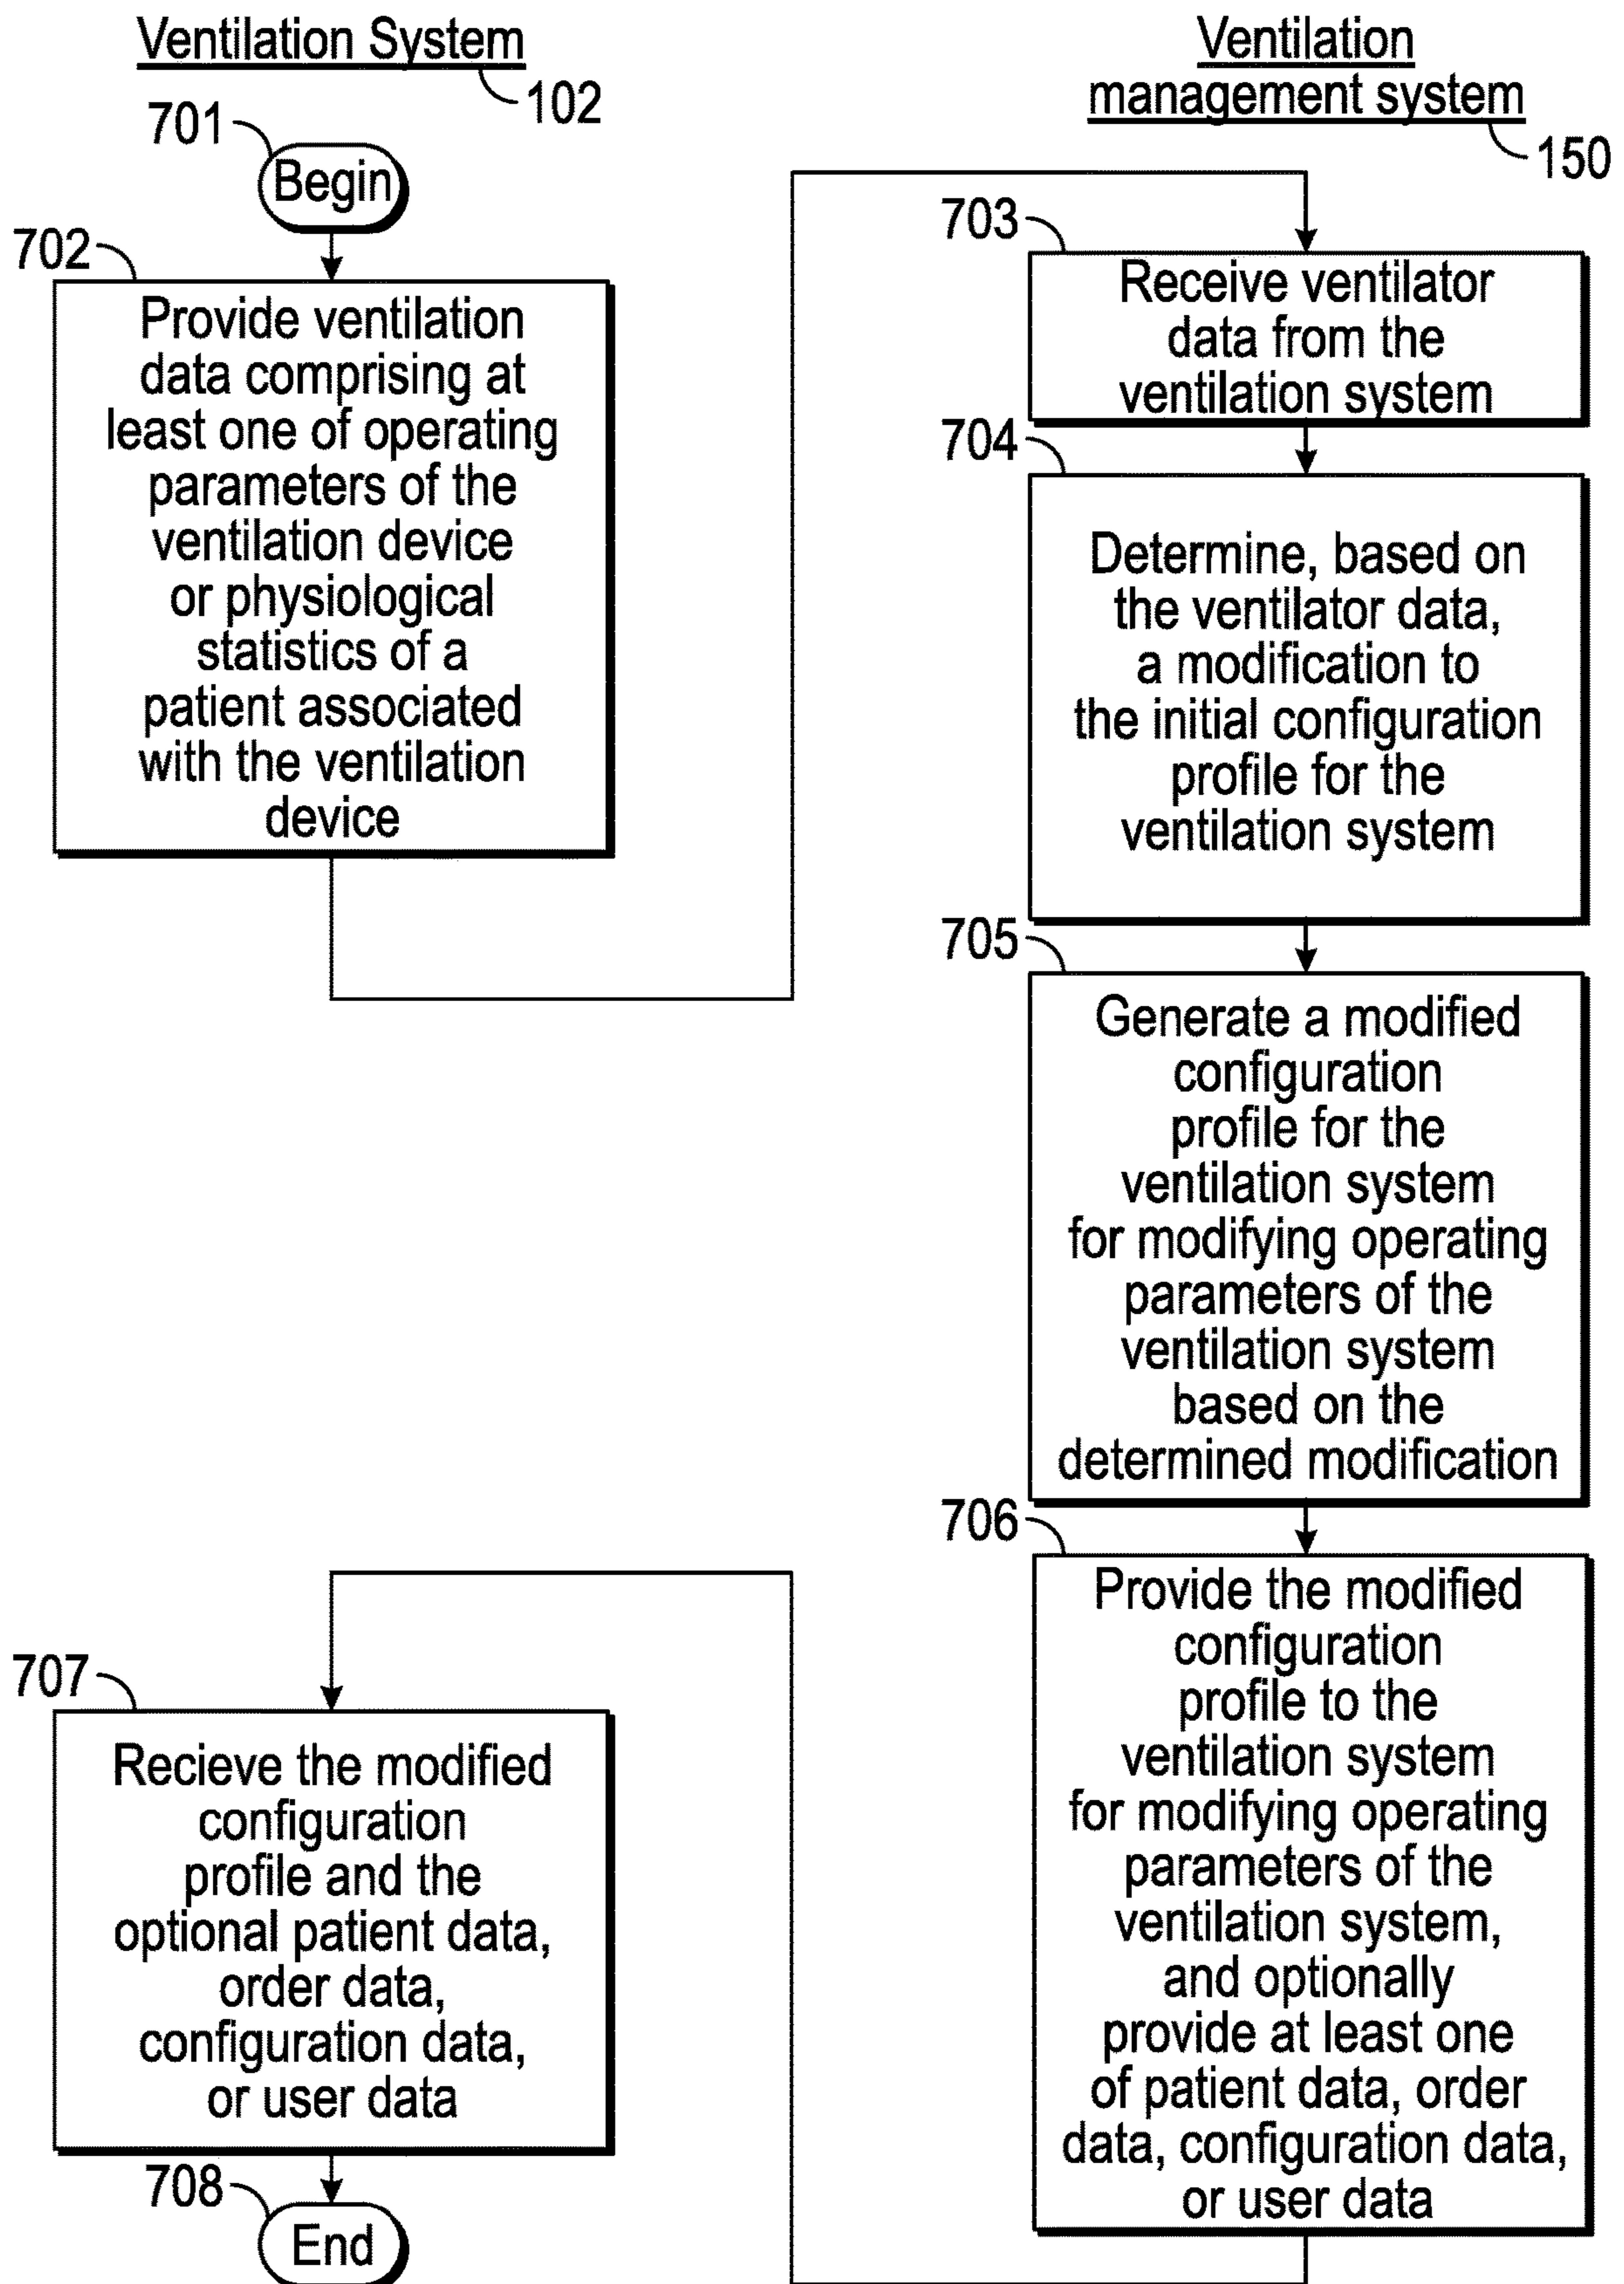 Ventilation System
102
701
Begin
702
Provide ventilation
data comprising at
least one of operating
parameters of the
ventilation device
or physiological
statistics of a
patient associated
with the ventilation
device
Ventilation
management system
150
703
Receive ventilator
data from the
ventilation system
704
Determine, based on
the ventilator data,
a modification to
the initial configuration
profile for the
ventilation system
705
Generate a modified
configuration
profile for the
ventilation system
for modifying operating
parameters of the
ventilation system
based on the
determined modification
706
Provide the modified
configuration
profile to the
ventilation system
for modifying operating
parameters of the
ventilation system,
and optionally
provide at least one
of patient data, order
data, configuration data,
or user data
707
Recieve the modified
configuration
profile and the
optional patient data,
order data,
configuration data,
or user data
708
End